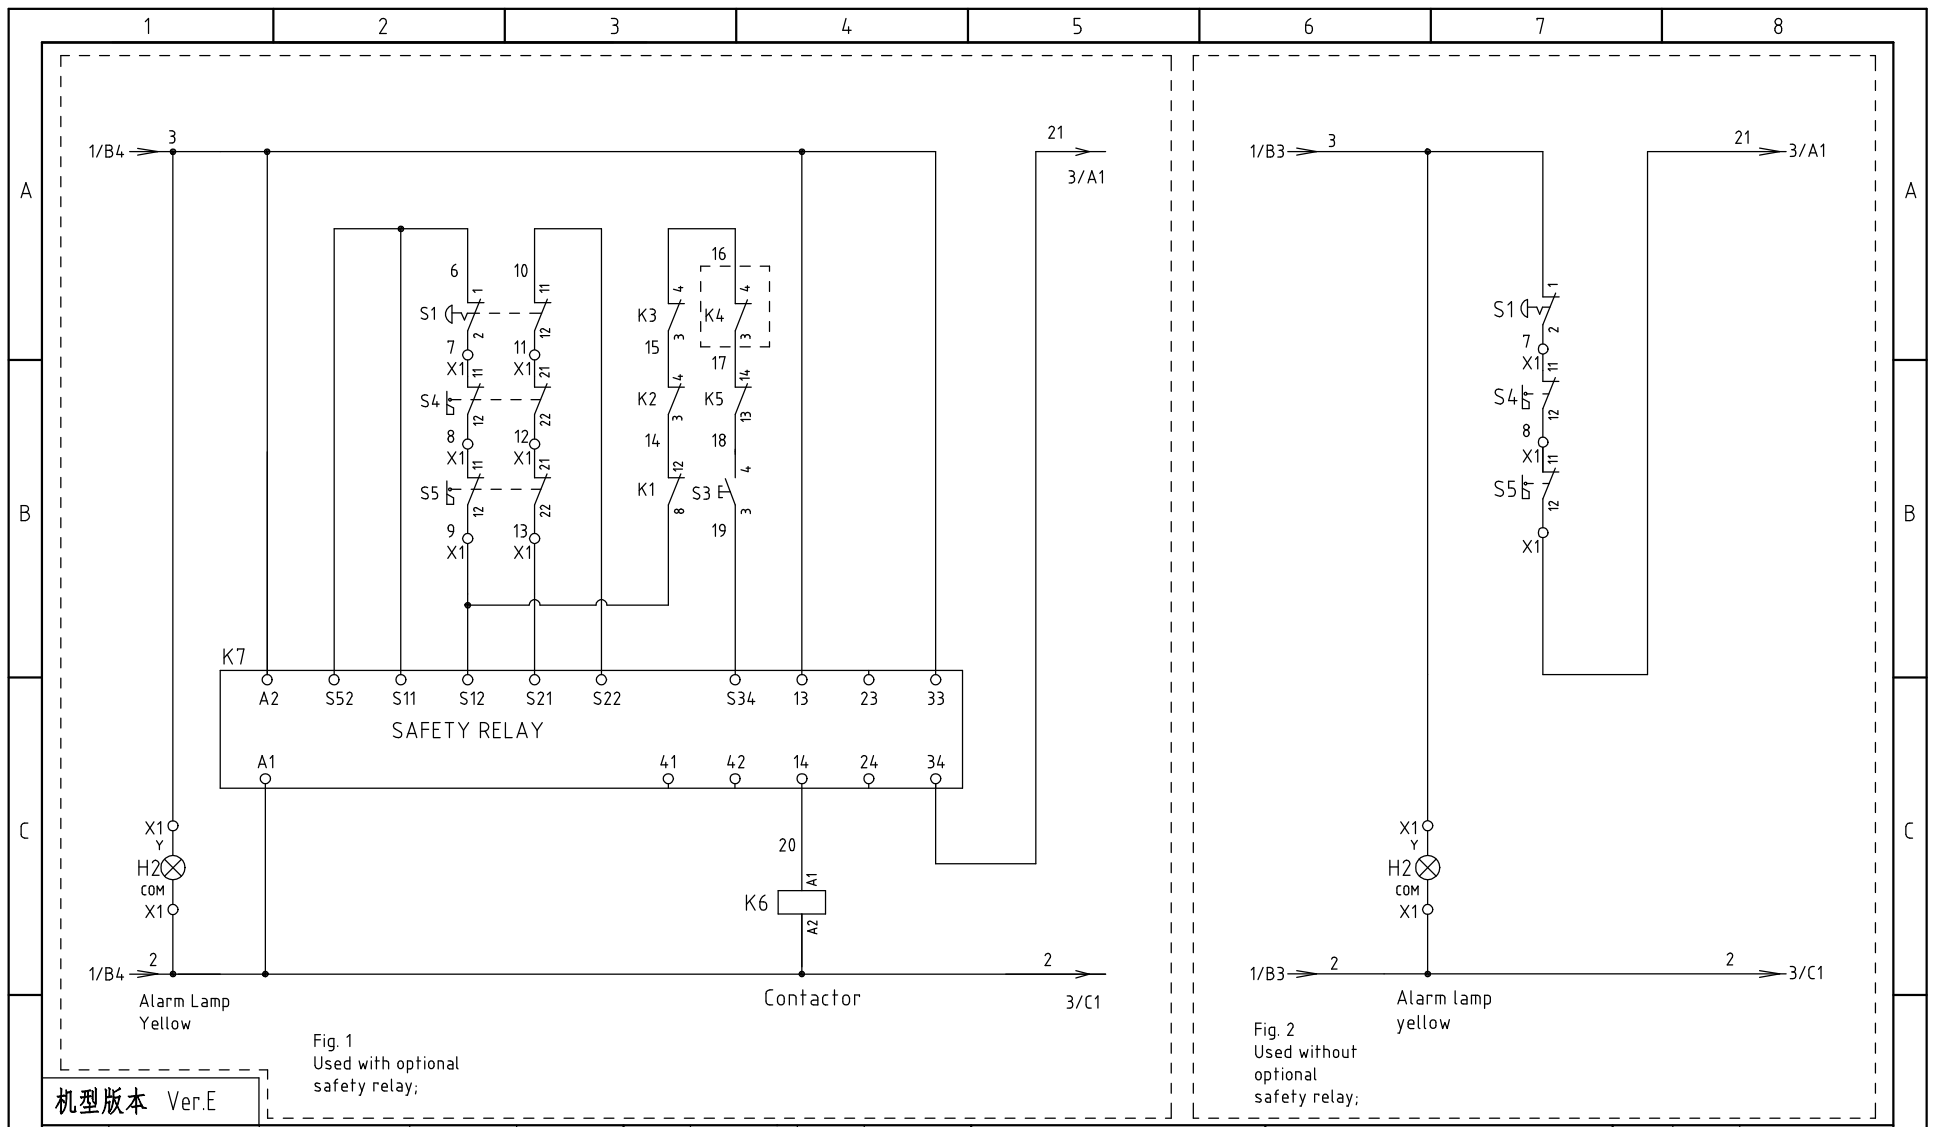 1 2 3 4 5 6 7 8
A
B
C
A
B
C
1/B4
3
21
3/A1
6
10
16
1
11
4
4
S1
K3
K4
2
12
3
3
7
11
15
17
X1
X1
11
21
4
14
S4
K2
K5
12
22
3
13
8
12
14
18
X1
X1
11
21
12
4
S5
K1
S3
12
22
8
3
9
13
19
X1
X1
K7
A2 S52 S11 S12 S21 S22 S34 13 23 33
SAFETY RELAY
A1 41 42 14 24 34
X1
Y
H2
COM
X1
20
A1
K6
A2
1/B4
2
2
3/C1
Alarm Lamp
Yellow
Contactor
Fig. 1
Used with optional
safety relay;
机型版本 Ver.E
1/B3
3
21
3/A1
1
S1
2
7
X1
11
S4
12
8
X1
11
S5
12
X1
X1
Y
H2
COM
X1
1/B3
2
2
3/C1
Alarm lamp
yellow
Fig. 2
Used without
optional
safety relay;